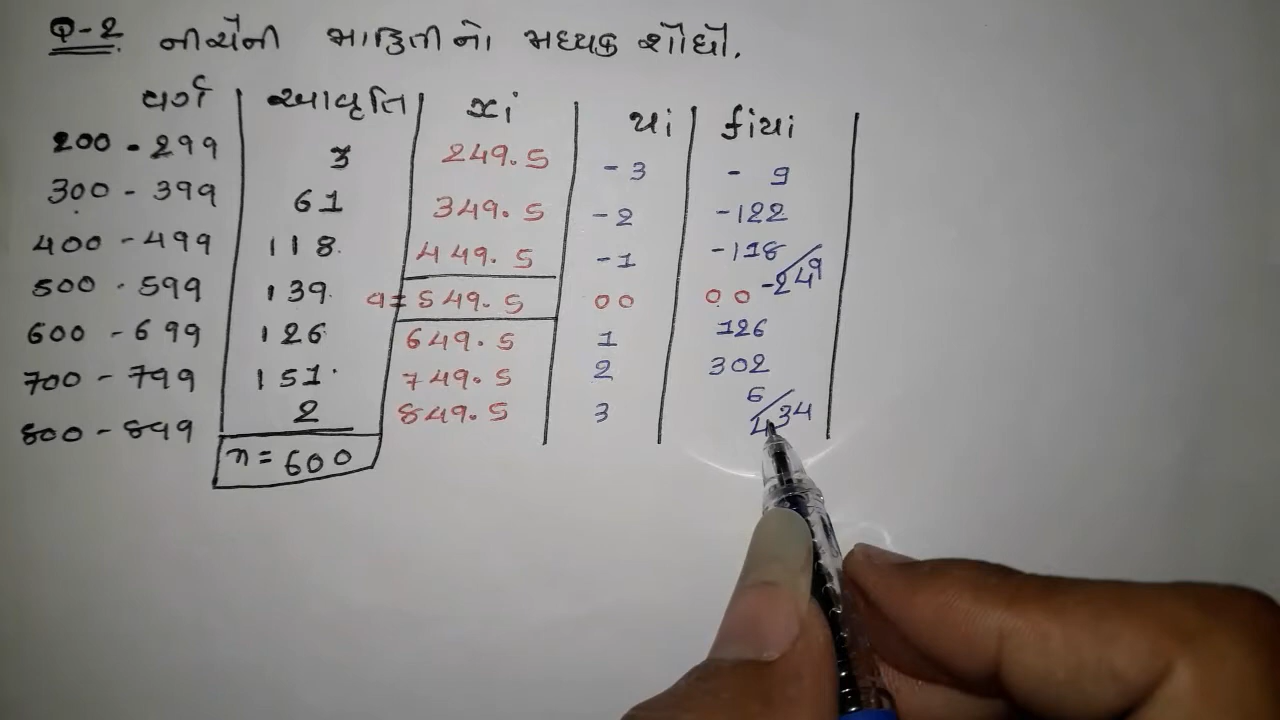 Q-2. નીચેની માહિતીનો મધ્યક શોધો.
વર્ગ આવૃતિ xi યi fiયi
200 - 299 3 249.5 -3 - 9
300 - 399 61 349.5 -2 -122
400 - 499 118 449.5 -1 -118 -249
500 - 599 139 a= 549.5 00 00
600 - 699 126 649.5 1 126
700 - 799 151 749.5 2 302
800 - 849 2 849.5 3 6 434
n = 600